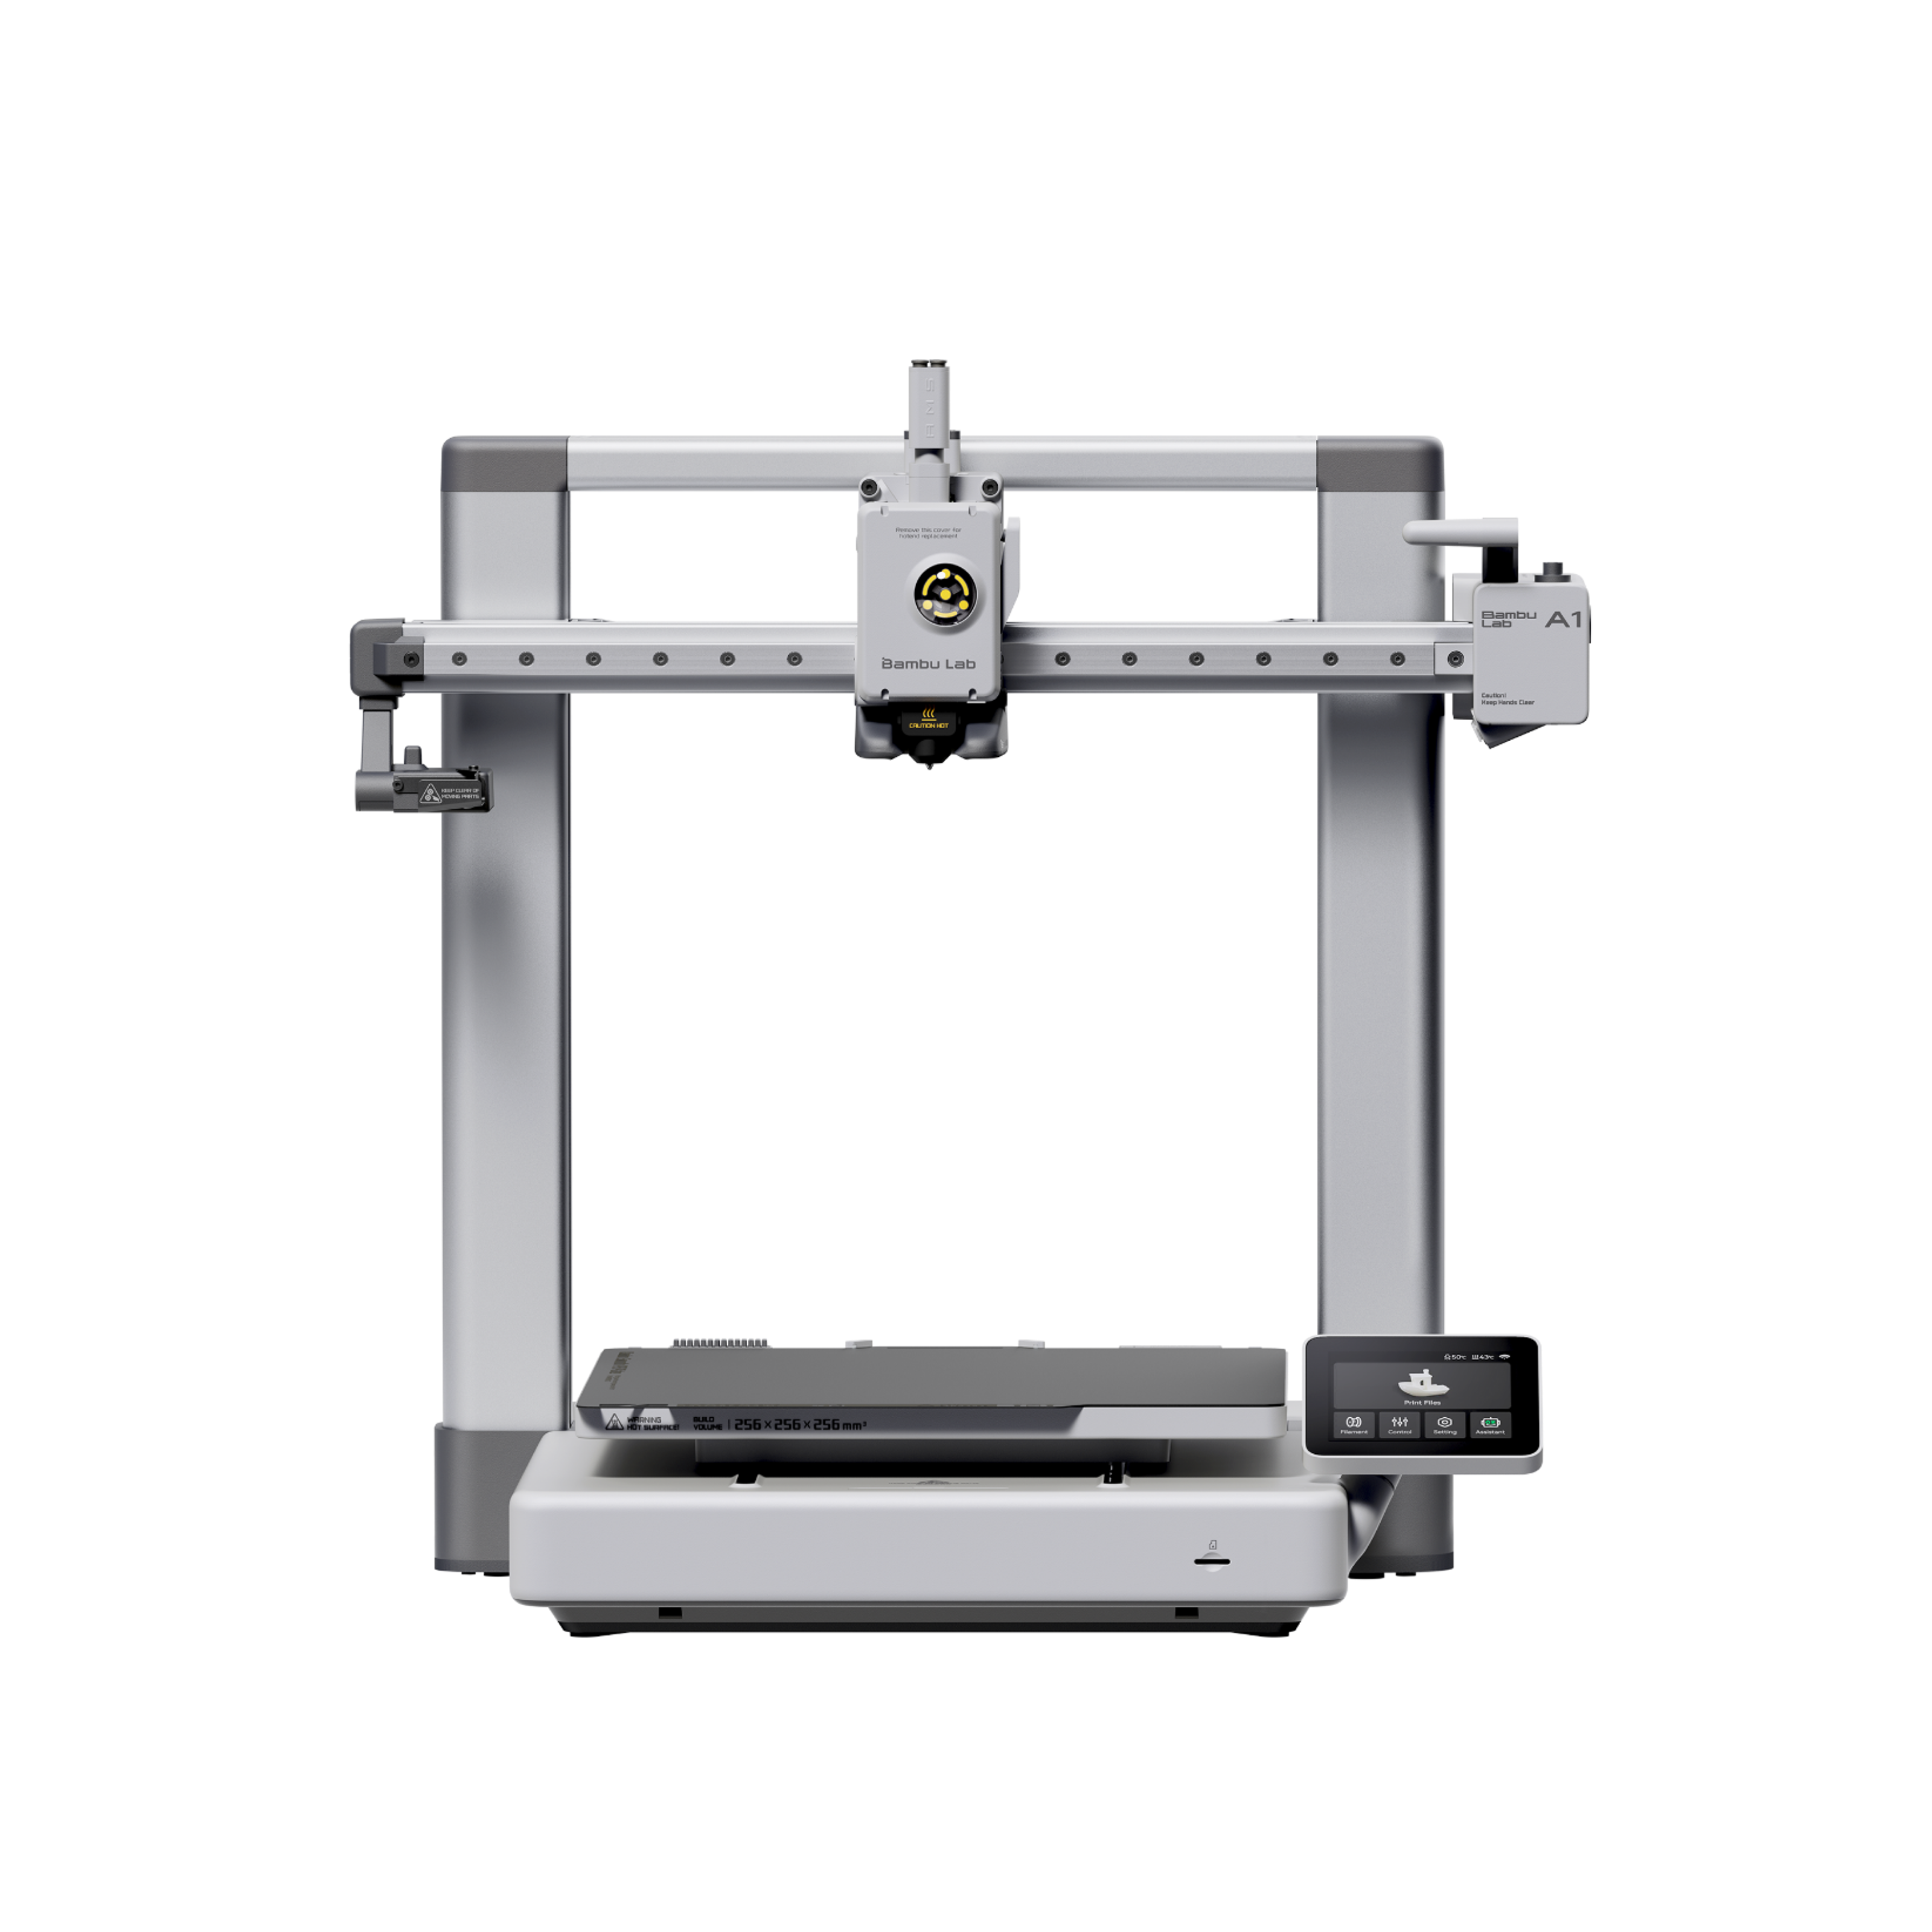 AMS
Remove this cover for
hotend replacement
Bambu Lab
CAUTION HOT
Bambu
Lab
A1
Caution!
Keep Hands Clear
KEEP CLEAR OF
MOVING PARTS
50°C
43°C
Print Files
Filament
Control
Setting
Assistant
WARNING
HOT SURFACE!
BUILD
VOLUME
256×256×256 mm³